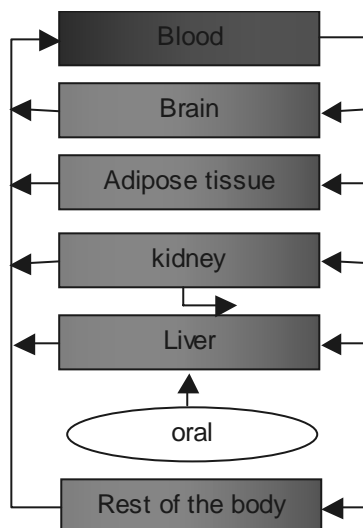 Blood
Brain
Adipose tissue
kidney
Liver
oral
Rest of the body